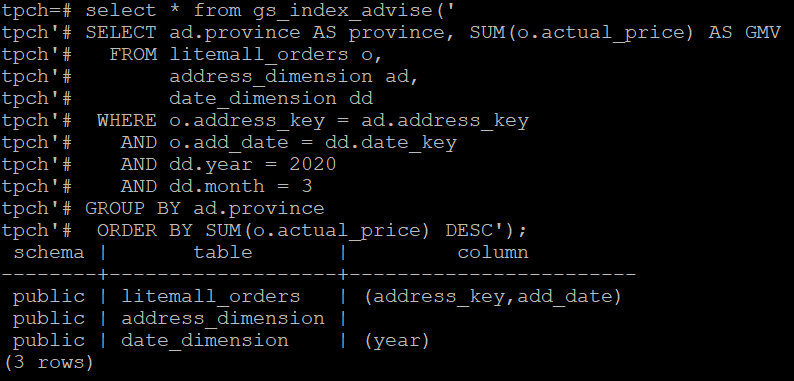 tpch=# select * from gs_index_advise('
tpch'# SELECT ad.province AS province, SUM(o.actual_price) AS GMV
tpch'#   FROM litemall_orders o,
tpch'#        address_dimension ad,
tpch'#        date_dimension dd
tpch'#  WHERE o.address_key = ad.address_key
tpch'#    AND o.add_date = dd.date_key
tpch'#    AND dd.year = 2020
tpch'#    AND dd.month = 3
tpch'# GROUP BY ad.province
tpch'#  ORDER BY SUM(o.actual_price) DESC');
 schema |       table       |         column
--------+-------------------+------------------------
 public | litemall_orders   | (address_key,add_date)
 public | address_dimension |
 public | date_dimension    | (year)
(3 rows)